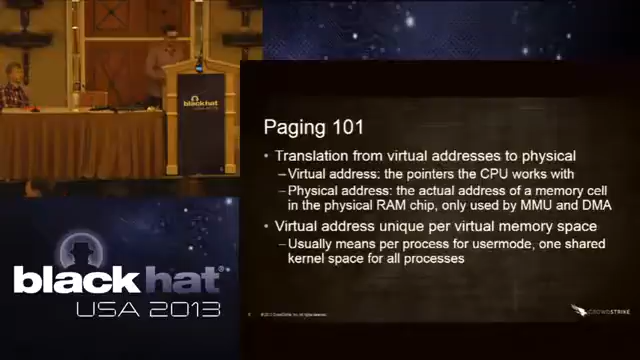 blackhat
Paging 101
• Translation from virtual addresses to physical
–Virtual address: the pointers the CPU works with
–Physical address: the actual address of a memory cell
in the physical RAM chip, only used by MMU and DMA
• Virtual address unique per virtual memory space
–Usually means per process for usermode, one shared
kernel space for all processes
black hat®
USA 2013
CROWDSTRIKE